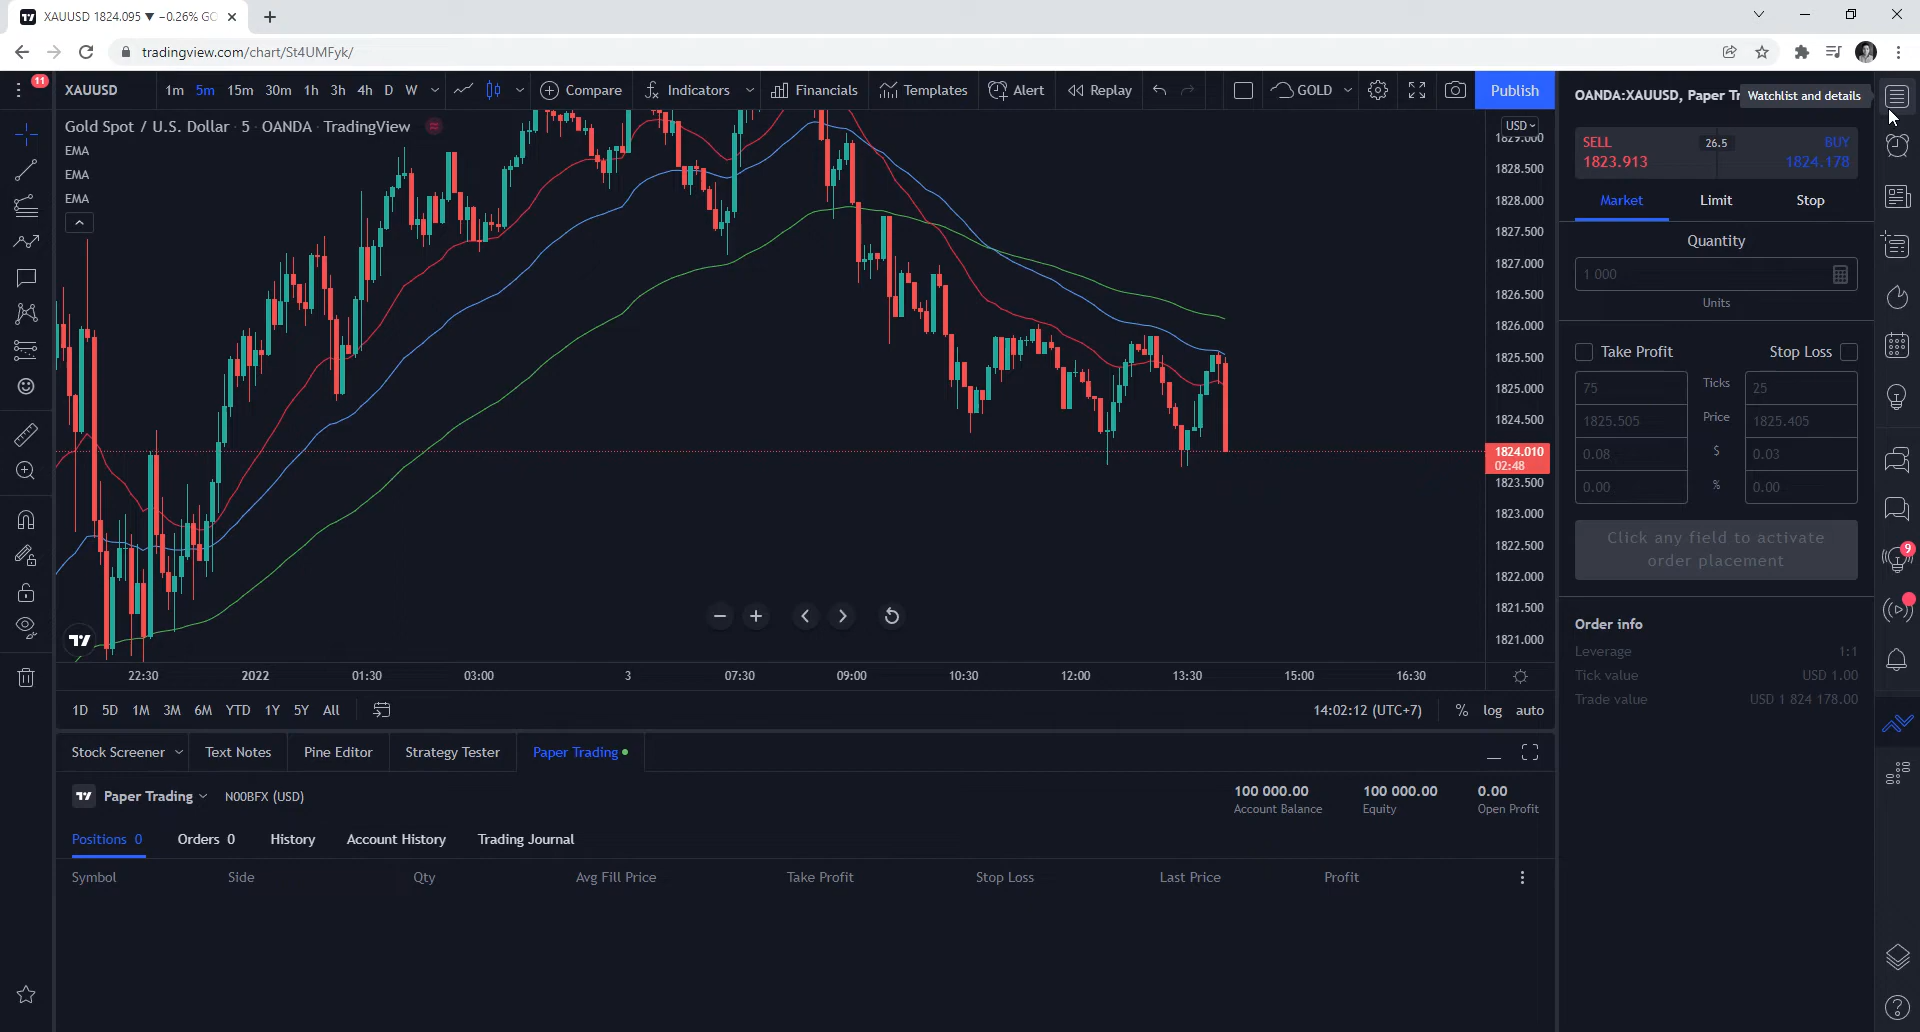 XAUUSD 1824.095 ▼ −0.26% GO
tradingview.com/chart/St4UMFyk/
11
XAUUSD 1m 5m 15m 30m 1h 3h 4h D W Compare Indicators Financials Templates Alert Replay GOLD Publish
Gold Spot / U.S. Dollar · 5 · OANDA · TradingView
EMA
EMA
EMA
USD
1829.000
1828.500
1828.000
1827.500
1827.000
1826.500
1826.000
1825.500
1825.000
1824.500
1824.010
02:48
1823.500
1823.000
1822.500
1822.000
1821.500
1821.000
22:30 2022 01:30 03:00 3 07:30 09:00 10:30 12:00 13:30 15:00 16:30
1D 5D 1M 3M 6M YTD 1Y 5Y All 14:02:12 (UTC+7) % log auto
Stock Screener Text Notes Pine Editor Strategy Tester Paper Trading
Paper Trading N00BFX (USD)
100 000.00 100 000.00 0.00
Account Balance Equity Open Profit
Positions 0 Orders 0 History Account History Trading Journal
Symbol Side Qty Avg Fill Price Take Profit Stop Loss Last Price Profit
OANDA:XAUUSD, Paper Tr
Watchlist and details
SELL 26.5 BUY
1823.913 1824.178
Market Limit Stop
Quantity
1 000
Units
Take Profit Stop Loss
75 Ticks 25
1825.505 Price 1825.405
0.08 $ 0.03
0.00 % 0.00
Click any field to activate
order placement
Order info
Leverage 1:1
Tick value USD 1.00
Trade value USD 1 824 178.00
9